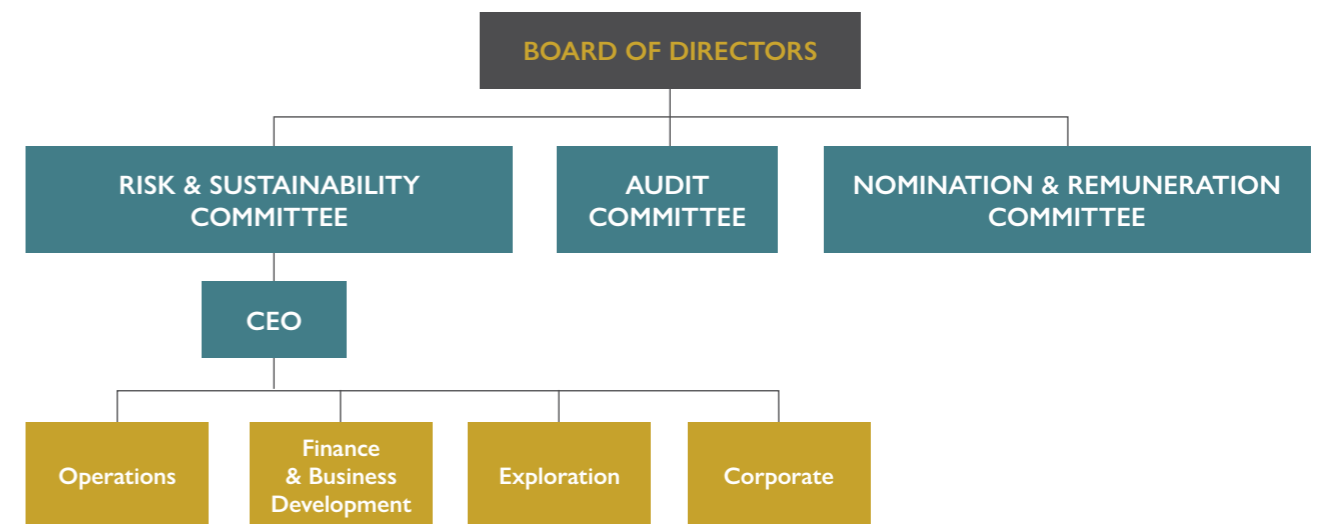 BOARD OF DIRECTORS
RISK & SUSTAINABILITY
COMMITTEE
AUDIT
COMMITTEE
NOMINATION & REMUNERATION
COMMITTEE
CEO
Operations
Finance
& Business
Development
Exploration
Corporate